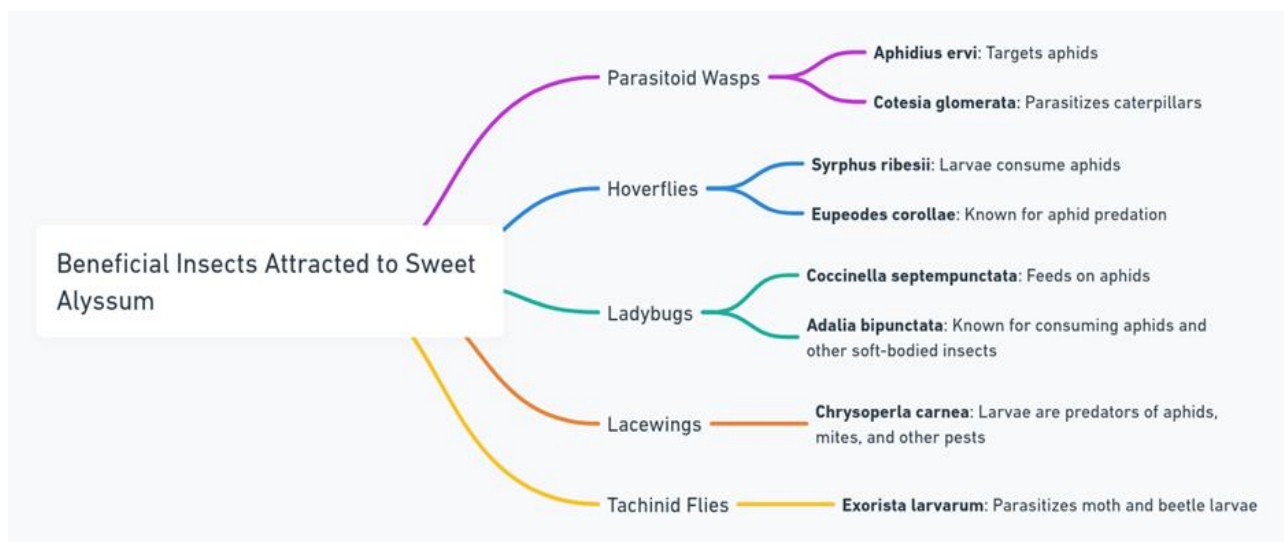 Beneficial Insects Attracted to Sweet
Alyssum
Parasitoid Wasps
Aphidius ervi: Targets aphids
Cotesia glomerata: Parasitizes caterpillars
Hoverflies
Syrphus ribesii: Larvae consume aphids
Eupeodes corollae: Known for aphid predation
Ladybugs
Coccinella septempunctata: Feeds on aphids
Adalia bipunctata: Known for consuming aphids and
other soft-bodied insects
Lacewings
Chrysoperla carnea: Larvae are predators of aphids,
mites, and other pests
Tachinid Flies
Exorista larvarum: Parasitizes moth and beetle larvae